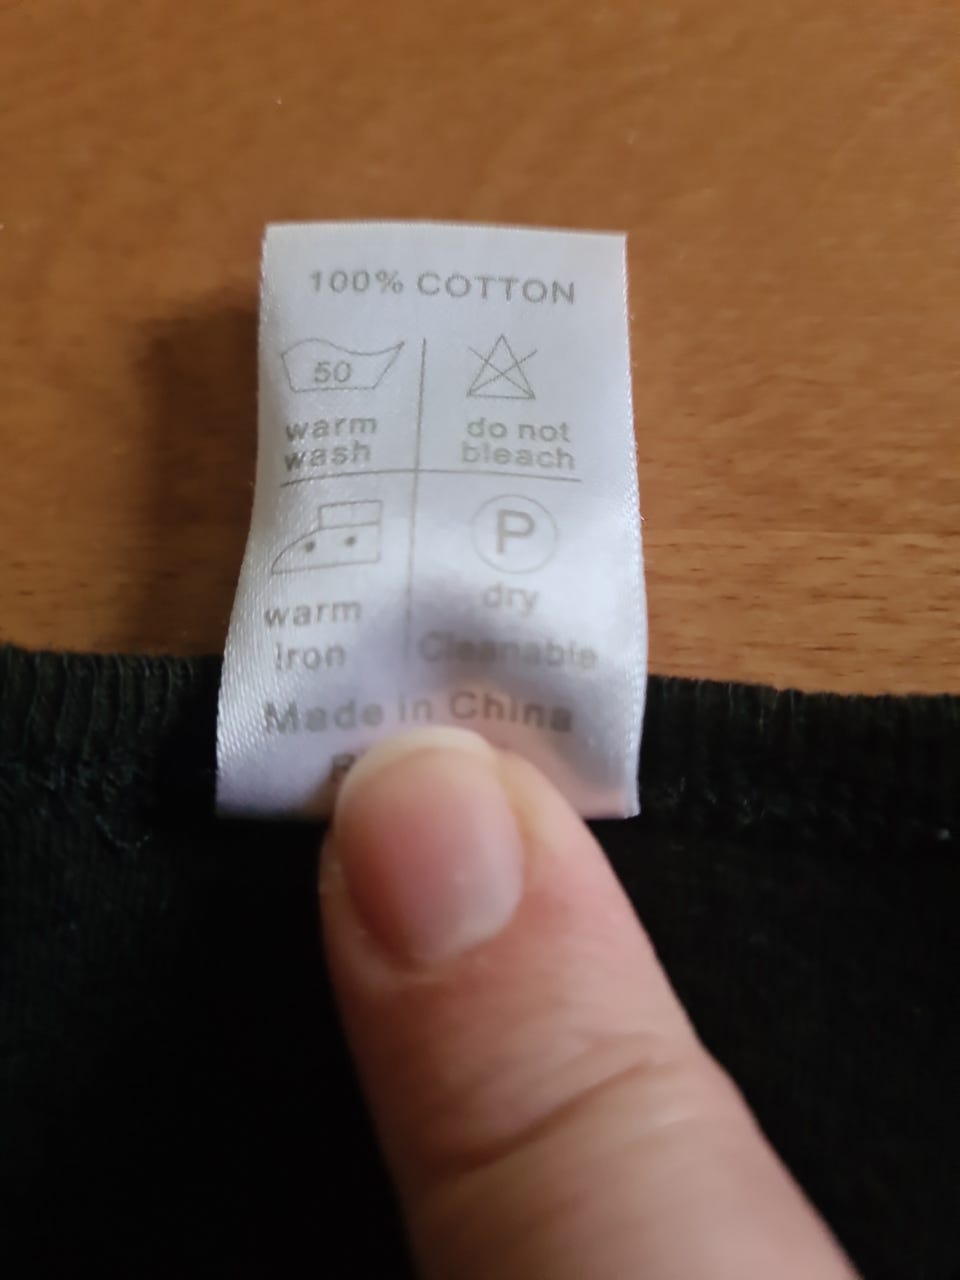 100% COTTON
50
warm
wash
do not
bleach
warm
iron
P
dry
Cleanable
Made in China